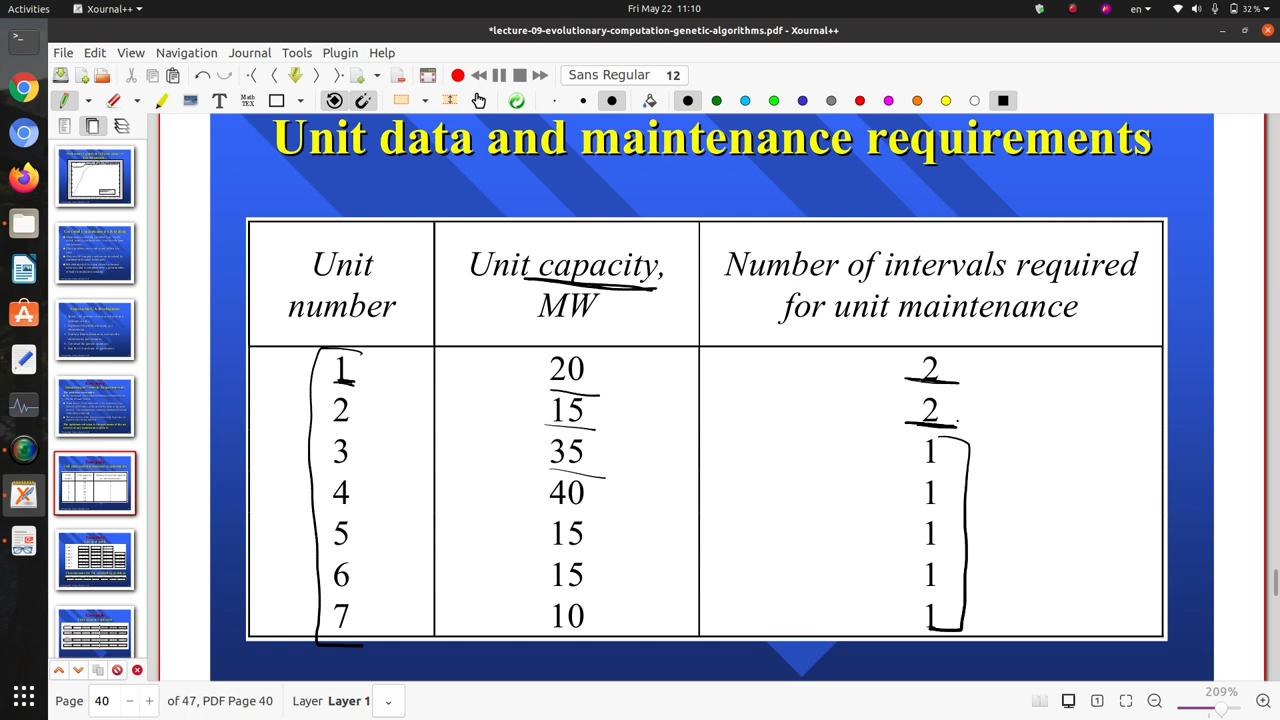 Activities Xournal++ Fri May 22 11:10 en 32 %
*lecture-09-evolutionary-computation-genetic-algorithms.pdf - Xournal++
File Edit View Navigation Journal Tools Plugin Help
Sans Regular 12
Unit data and maintenance requirements
Unit number Unit capacity, MW Number of intervals required for unit maintenance
1 20 2
2 15 2
3 35 1
4 40 1
5 15 1
6 15 1
7 10 1
Page 40 of 47, PDF Page 40 Layer Layer 1 209%